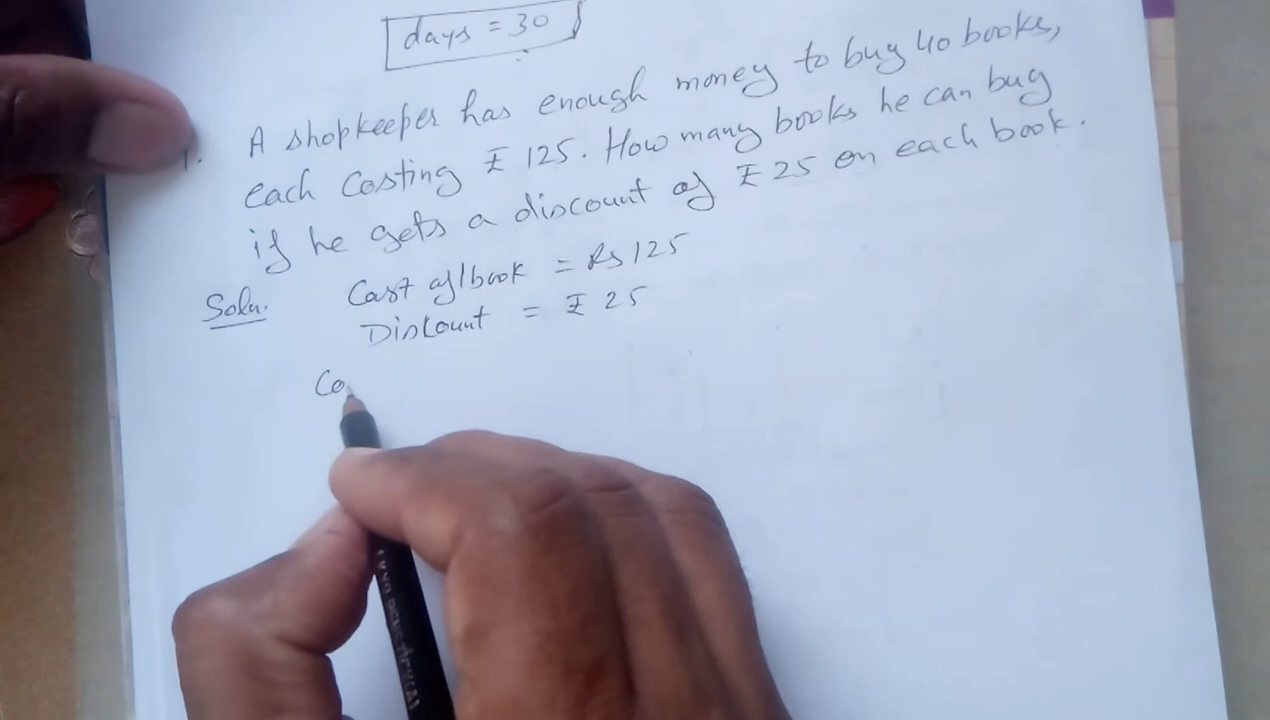 days = 30
1. A shopkeeper has enough money to buy 40 books,
each Costing ₹ 125. How many books he can buy
if he gets a discount of ₹ 25 on each book.
Soln. Cost of 1 book = Rs 125
Discount = ₹ 25
Co